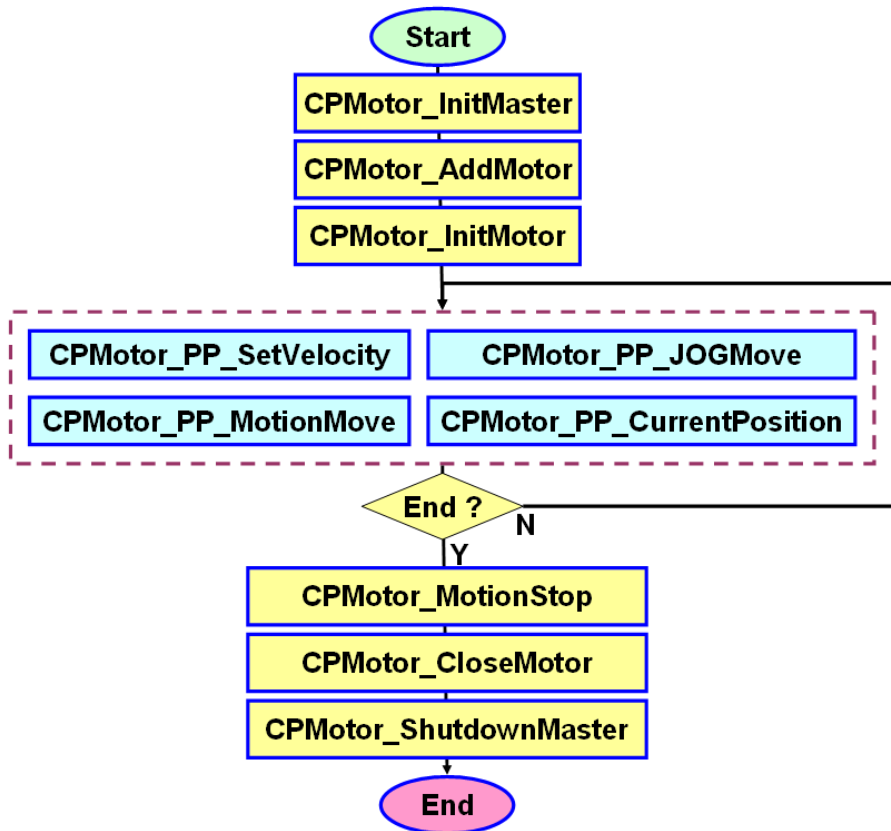 Start
CPMotor_InitMaster
CPMotor_AddMotor
CPMotor_InitMotor
CPMotor_PP_SetVelocity
CPMotor_PP_JOGMove
CPMotor_PP_MotionMove
CPMotor_PP_CurrentPosition
End ?
N
Y
CPMotor_MotionStop
CPMotor_CloseMotor
CPMotor_ShutdownMaster
End